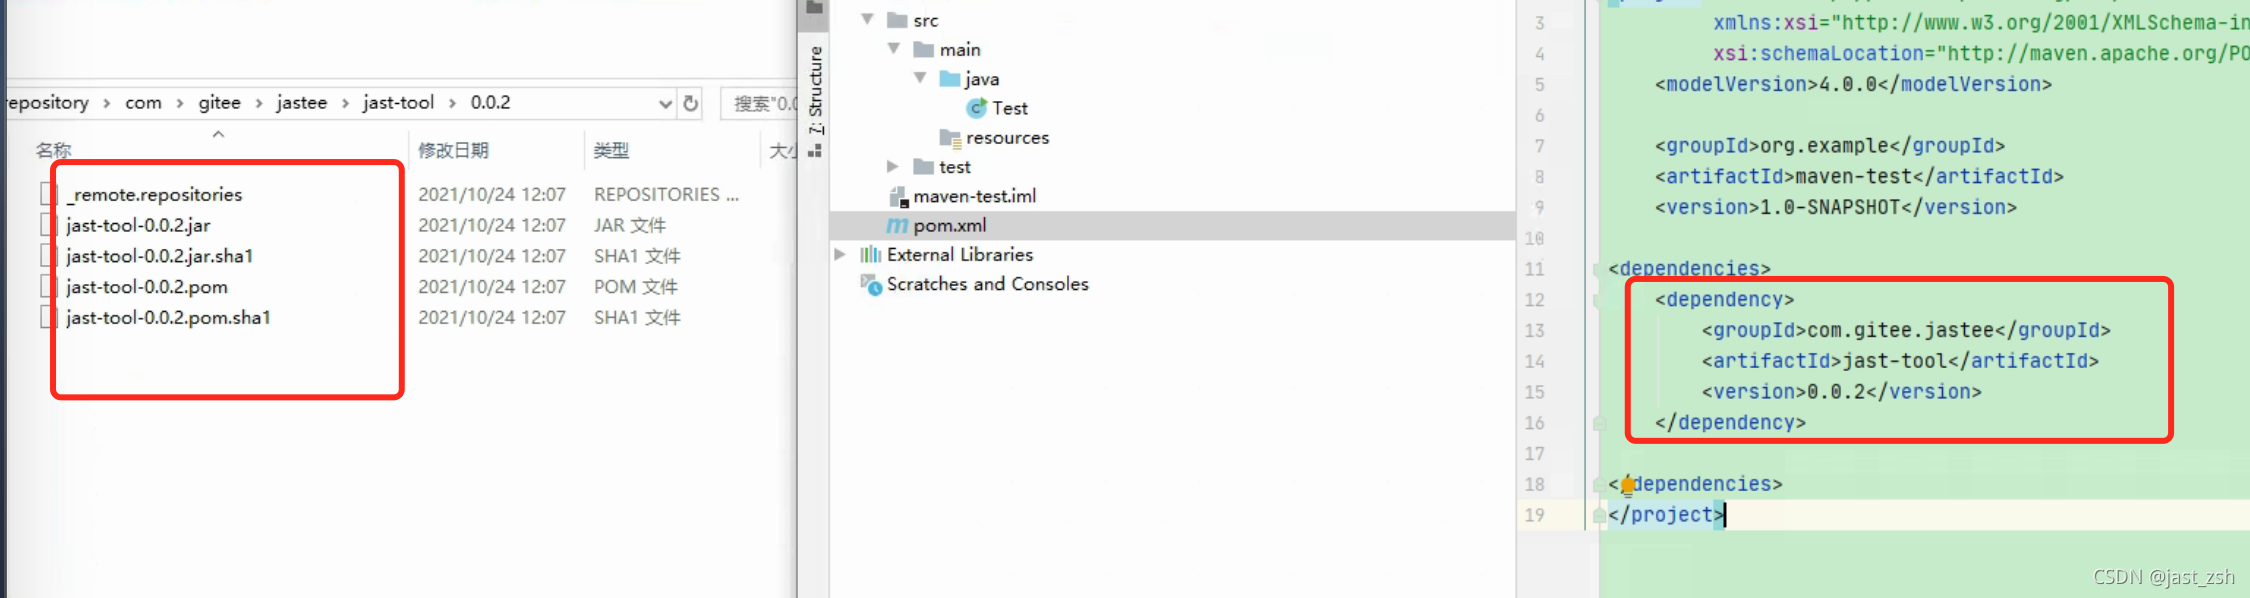 epository > com > gitee > jastee > jast-tool > 0.0.2
搜索"0.0
名称 修改日期 类型 大小
_remote.repositories 2021/10/24 12:07 REPOSITORIES ...
jast-tool-0.0.2.jar 2021/10/24 12:07 JAR 文件
jast-tool-0.0.2.jar.sha1 2021/10/24 12:07 SHA1 文件
jast-tool-0.0.2.pom 2021/10/24 12:07 POM 文件
jast-tool-0.0.2.pom.sha1 2021/10/24 12:07 SHA1 文件
7: Structure
src
main
java
Test
resources
test
maven-test.iml
pom.xml
External Libraries
Scratches and Consoles
3 xmlns:xsi="http://www.w3.org/2001/XMLSchema-in
4 xsi:schemaLocation="http://maven.apache.org/PO
5 <modelVersion>4.0.0</modelVersion>
6
7 <groupId>org.example</groupId>
8 <artifactId>maven-test</artifactId>
9 <version>1.0-SNAPSHOT</version>
10
11 <dependencies>
12 <dependency>
13 <groupId>com.gitee.jastee</groupId>
14 <artifactId>jast-tool</artifactId>
15 <version>0.0.2</version>
16 </dependency>
17
18 </dependencies>
19 </project>
CSDN @jast_zsh